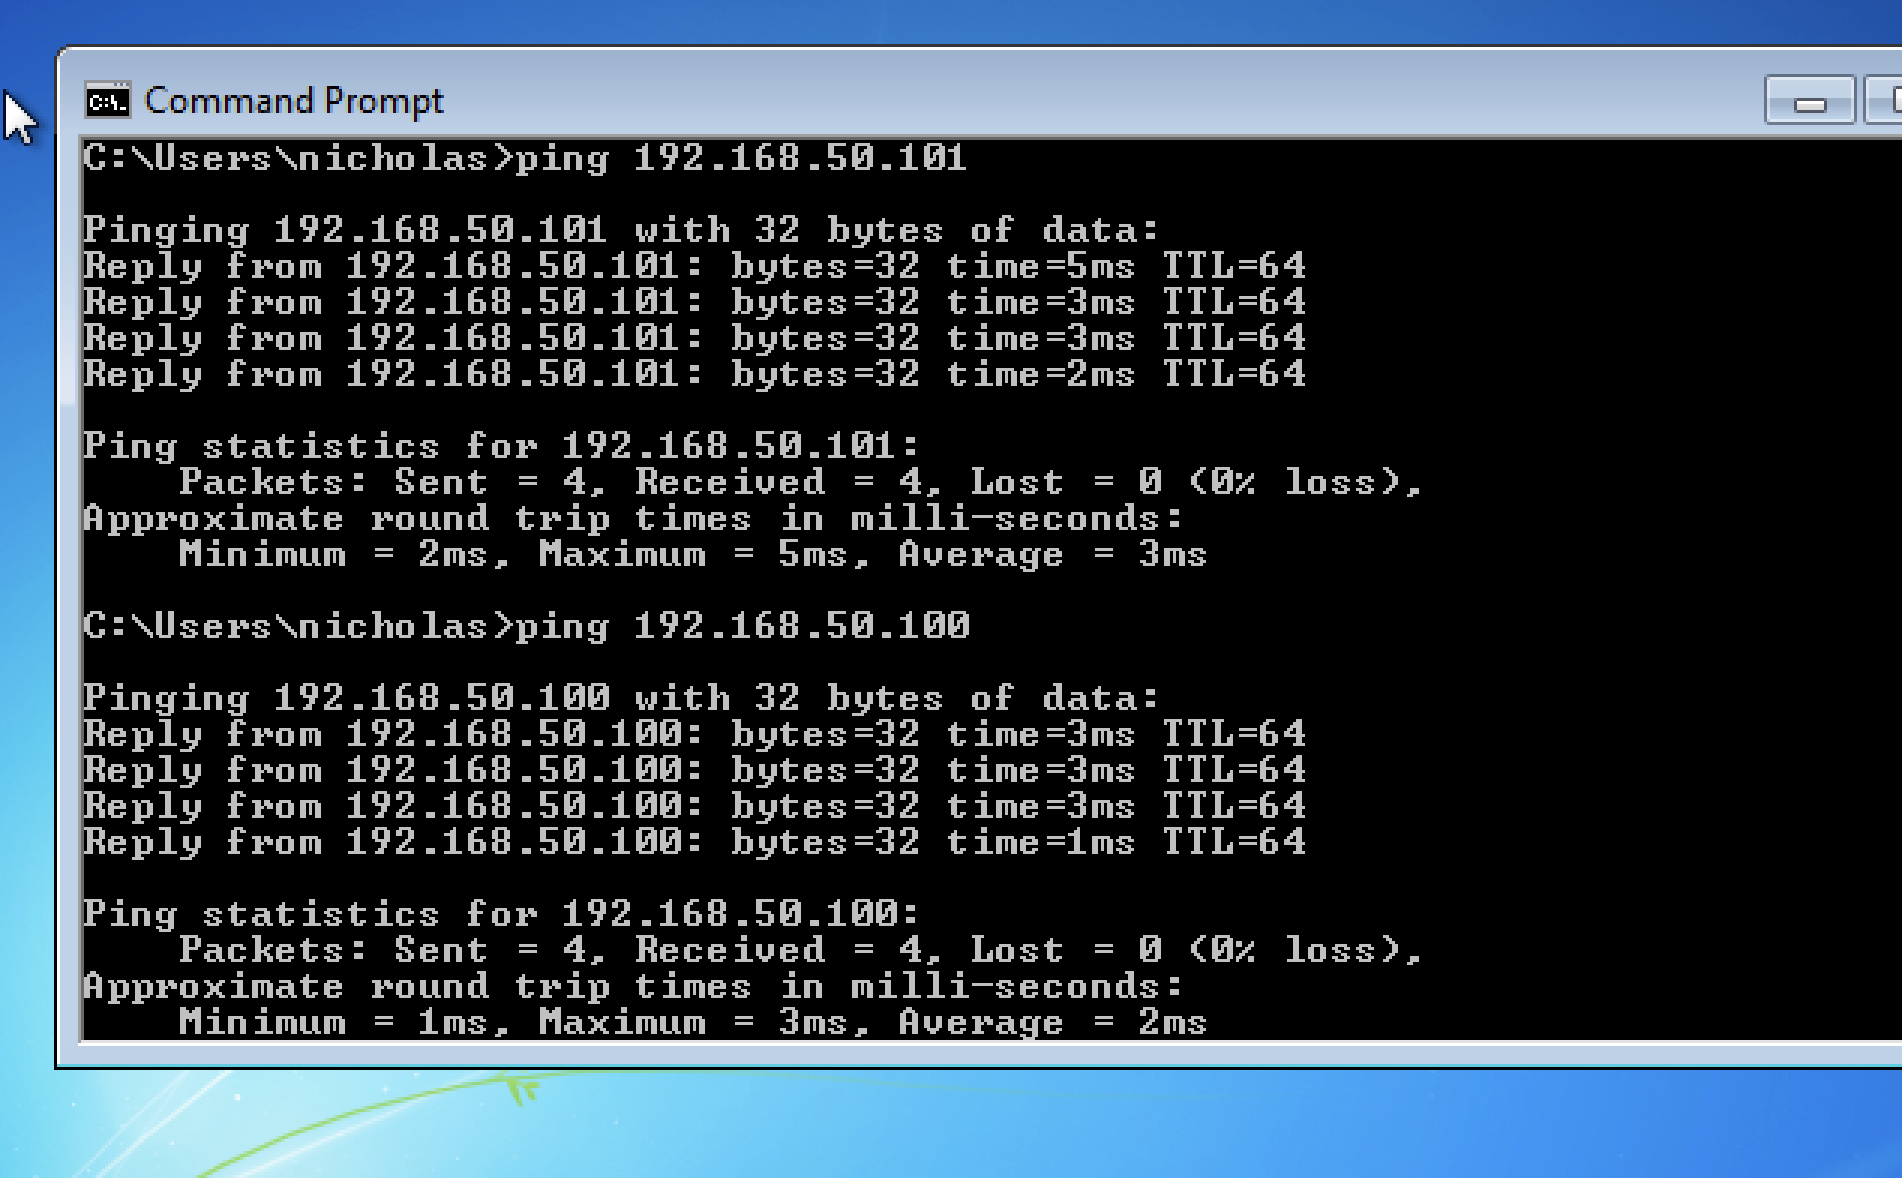 Command Prompt
C:\Users\nicholas>ping 192.168.50.101
Pinging 192.168.50.101 with 32 bytes of data:
Reply from 192.168.50.101: bytes=32 time=5ms TTL=64
Reply from 192.168.50.101: bytes=32 time=3ms TTL=64
Reply from 192.168.50.101: bytes=32 time=3ms TTL=64
Reply from 192.168.50.101: bytes=32 time=2ms TTL=64
Ping statistics for 192.168.50.101:
    Packets: Sent = 4, Received = 4, Lost = 0 (0% loss),
Approximate round trip times in milli-seconds:
    Minimum = 2ms, Maximum = 5ms, Average = 3ms
C:\Users\nicholas>ping 192.168.50.100
Pinging 192.168.50.100 with 32 bytes of data:
Reply from 192.168.50.100: bytes=32 time=3ms TTL=64
Reply from 192.168.50.100: bytes=32 time=3ms TTL=64
Reply from 192.168.50.100: bytes=32 time=3ms TTL=64
Reply from 192.168.50.100: bytes=32 time=1ms TTL=64
Ping statistics for 192.168.50.100:
    Packets: Sent = 4, Received = 4, Lost = 0 (0% loss),
Approximate round trip times in milli-seconds:
    Minimum = 1ms, Maximum = 3ms, Average = 2ms